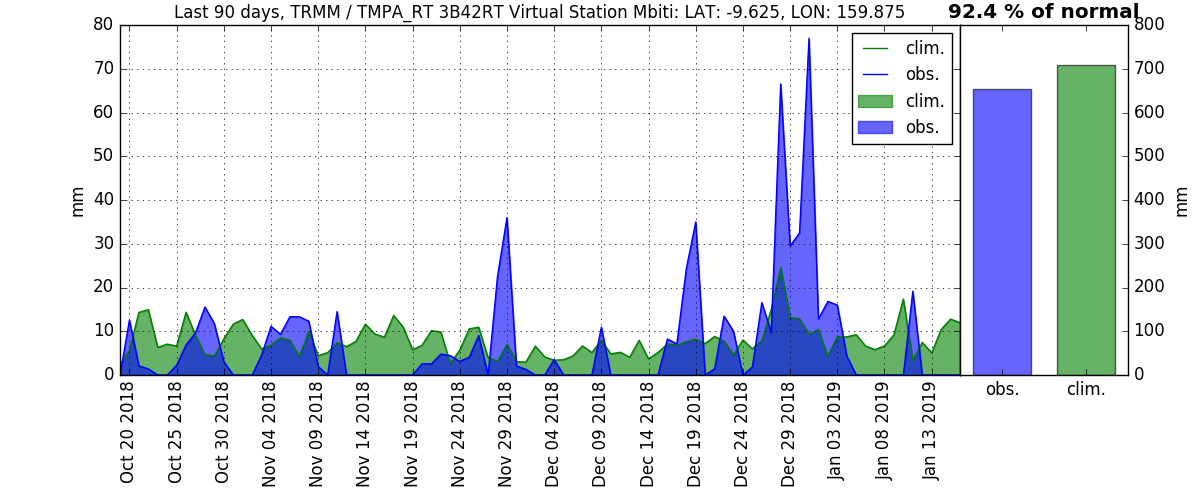 Last 90 days, TRMM / TMPA_RT 3B42RT Virtual Station Mbiti: LAT: -9.625, LON: 159.875
92.4 % of normal
80
70
60
50
40
30
20
10
0
mm
clim.
obs.
clim.
obs.
800
700
600
500
400
300
200
100
0
mm
Oct 20 2018
Oct 25 2018
Oct 30 2018
Nov 04 2018
Nov 09 2018
Nov 14 2018
Nov 19 2018
Nov 24 2018
Nov 29 2018
Dec 04 2018
Dec 09 2018
Dec 14 2018
Dec 19 2018
Dec 24 2018
Dec 29 2018
Jan 03 2019
Jan 08 2019
Jan 13 2019
obs.
clim.